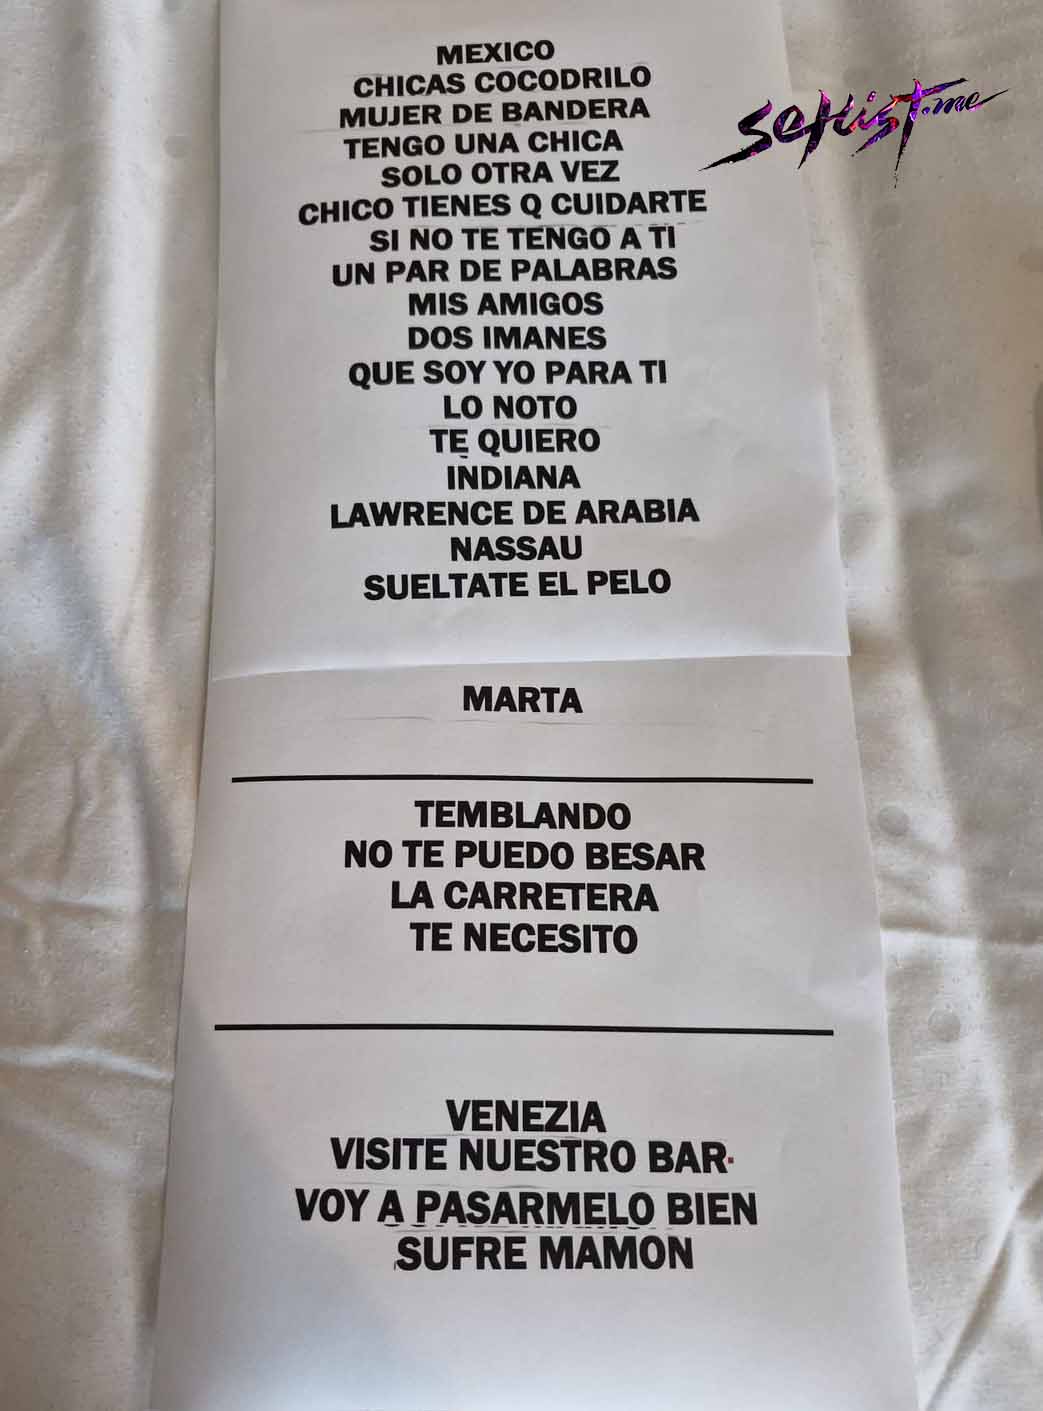 MEXICO
CHICAS COCODRILO
MUJER DE BANDERA
TENGO UNA CHICA
SOLO OTRA VEZ
CHICO TIENES Q CUIDARTE
SI NO TE TENGO A TI
UN PAR DE PALABRAS
MIS AMIGOS
DOS IMANES
QUE SOY YO PARA TI
LO NOTO
TE QUIERO
INDIANA
LAWRENCE DE ARABIA
NASSAU
SUELTATE EL PELO
MARTA
TEMBLANDO
NO TE PUEDO BESAR
LA CARRETERA
TE NECESITO
VENEZIA
VISITE NUESTRO BAR
VOY A PASARMELO BIEN
SUFRE MAMON
setlist.me